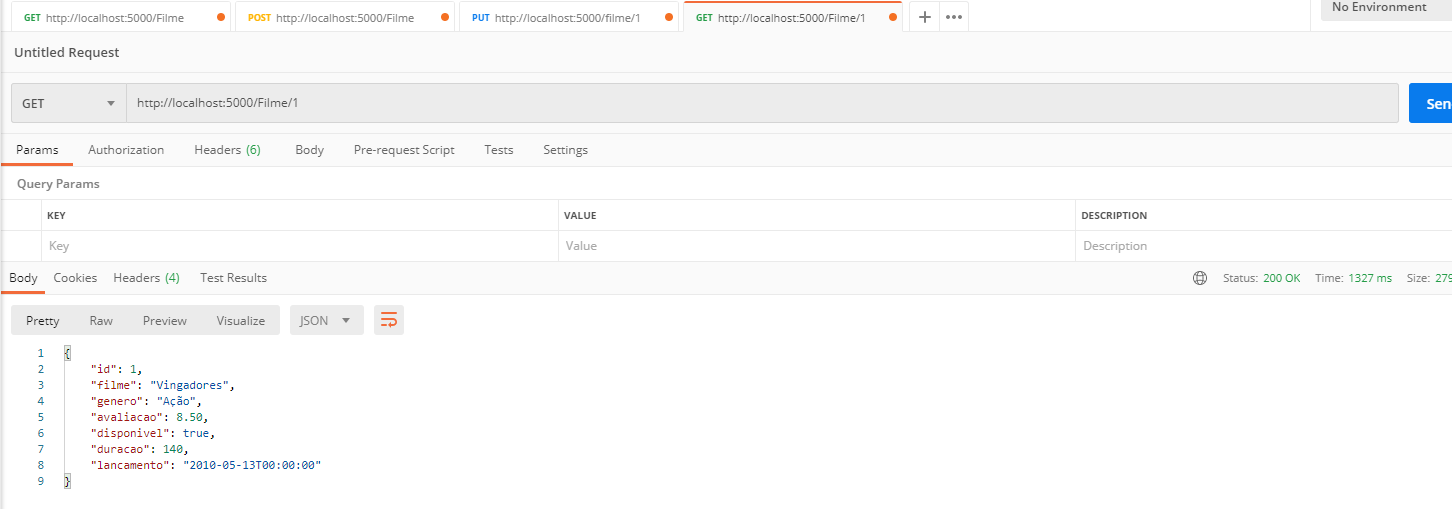 GET http://localhost:5000/Filme POST http://localhost:5000/Filme PUT http://localhost:5000/filme/1 GET http://localhost:5000/Filme/1 No Environment
Untitled Request
GET http://localhost:5000/Filme/1 Sen
Params Authorization Headers (6) Body Pre-request Script Tests Settings
Query Params
KEY VALUE DESCRIPTION
Key Value Description
Body Cookies Headers (4) Test Results Status: 200 OK Time: 1327 ms Size: 279
Pretty Raw Preview Visualize JSON
1 {
2 "id": 1,
3 "filme": "Vingadores",
4 "genero": "Ação",
5 "avaliacao": 8.50,
6 "disponivel": true,
7 "duracao": 140,
8 "lancamento": "2010-05-13T00:00:00"
9 }